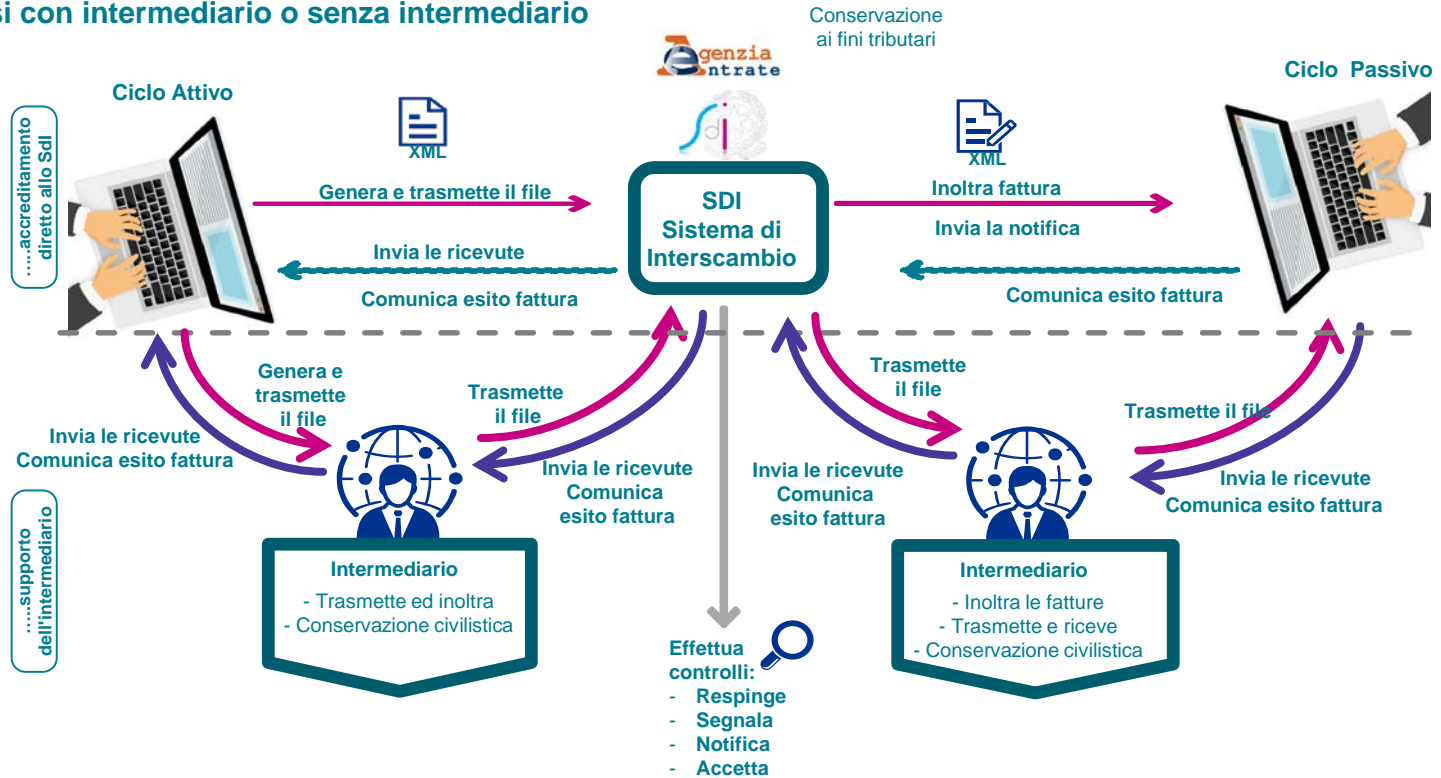 si con intermediario o senza intermediario
Conservazione
ai fini tributari
Agenzia
Entrate
Ciclo Attivo
Ciclo Passivo
Sdi
XML
XML
.....accreditamento
diretto allo SdI
Genera e trasmette il file
SDI
Sistema di
Interscambio
Inoltra fattura
Invia la notifica
Invia le ricevute
Comunica esito fattura
Comunica esito fattura
Genera e
trasmette
il file
Trasmette
il file
Trasmette
il file
Trasmette il file
Invia le ricevute
Comunica esito fattura
Invia le ricevute
Comunica
esito fattura
Invia le ricevute
Comunica
esito fattura
Invia le ricevute
Comunica esito fattura
......supporto
dell'intermediario
Intermediario
- Trasmette ed inoltra
- Conservazione civilistica
Intermediario
- Inoltra le fatture
- Trasmette e riceve
- Conservazione civilistica
Effettua
controlli:
- Respinge
- Segnala
- Notifica
- Accetta